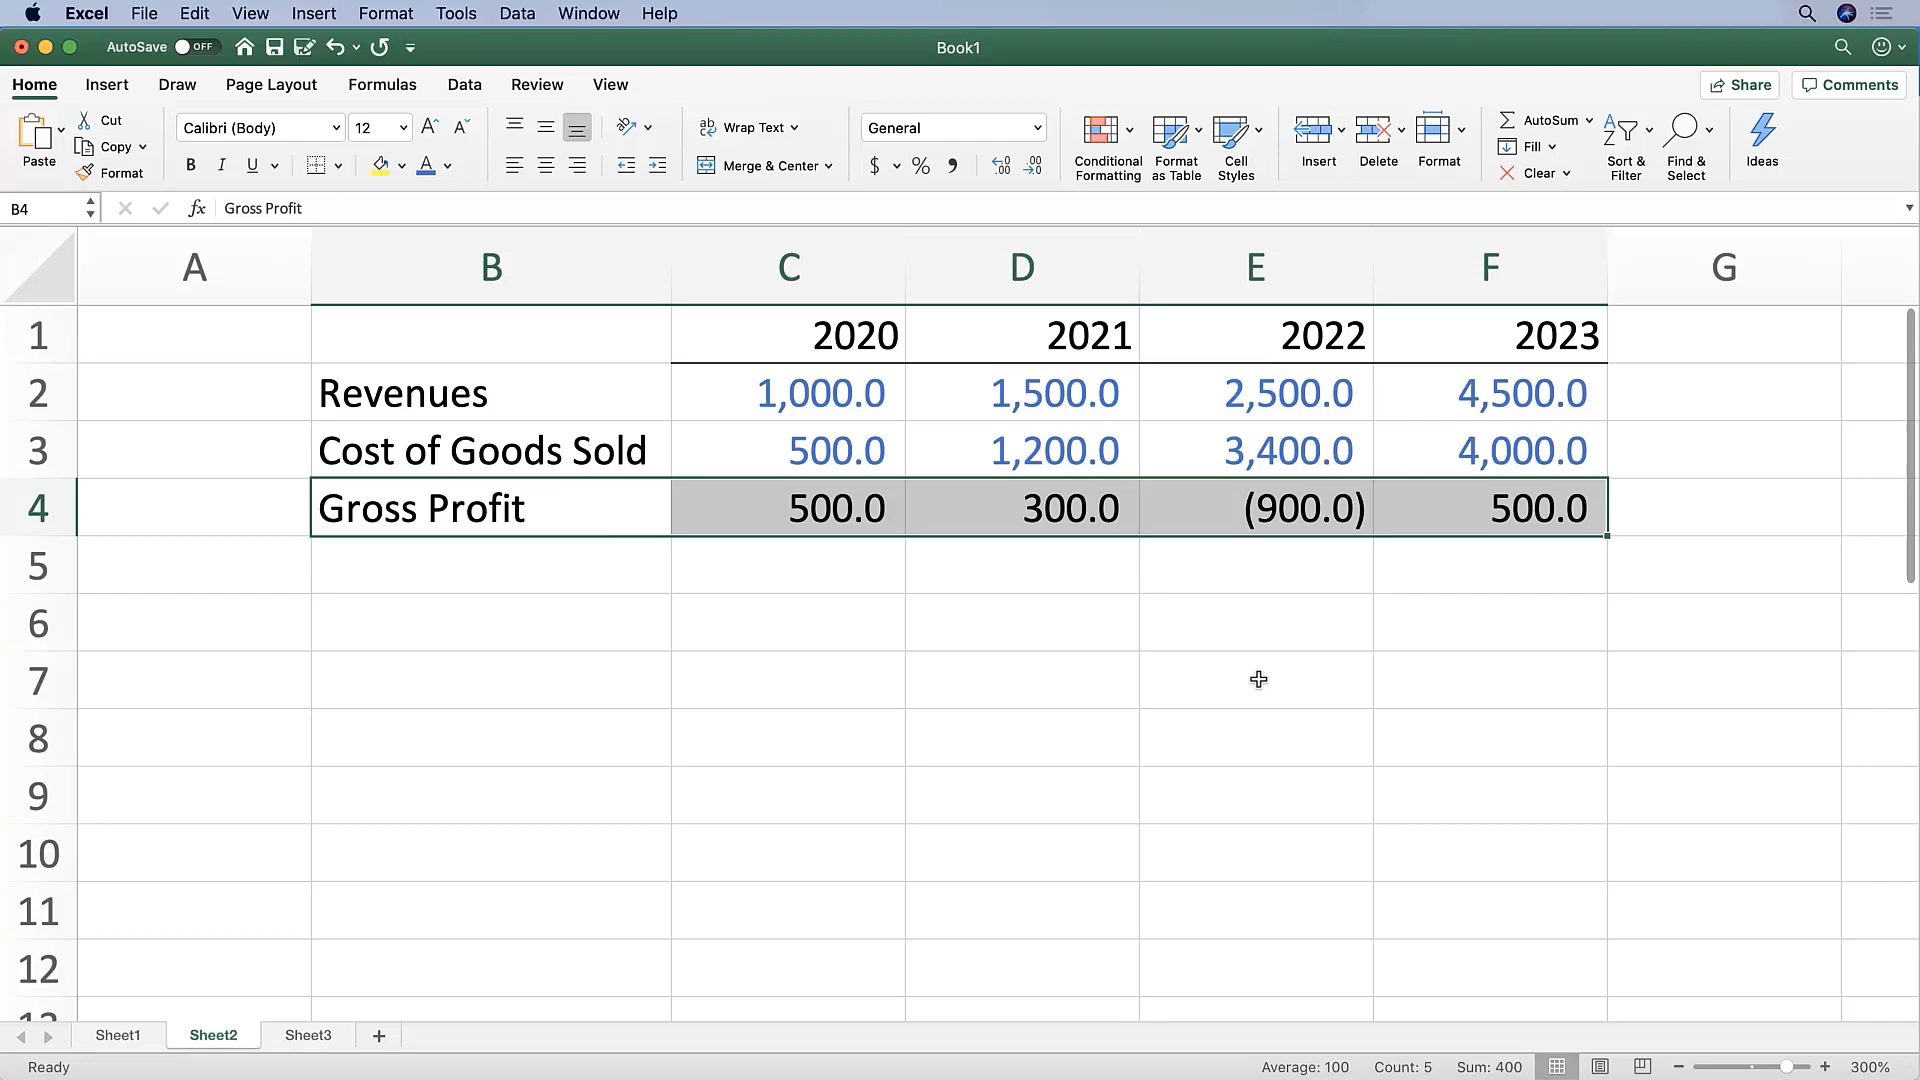 Excel File Edit View Insert Format Tools Data Window Help
AutoSave OFF Book1
Home Insert Draw Page Layout Formulas Data Review View Share Comments
Paste Cut Copy Format
Calibri (Body) 12
B I U
Wrap Text
Merge & Center
General
$ % 9
Conditional Formatting Format as Table Cell Styles
Insert Delete Format
AutoSum Fill Clear
Sort & Filter Find & Select
Ideas
B4 fx Gross Profit
A B C D E F G
1 2020 2021 2022 2023
2 Revenues 1,000.0 1,500.0 2,500.0 4,500.0
3 Cost of Goods Sold 500.0 1,200.0 3,400.0 4,000.0
4 Gross Profit 500.0 300.0 (900.0) 500.0
5
6
7
8
9
10
11
12
13
Sheet1 Sheet2 Sheet3 +
Ready Average: 100 Count: 5 Sum: 400 300%